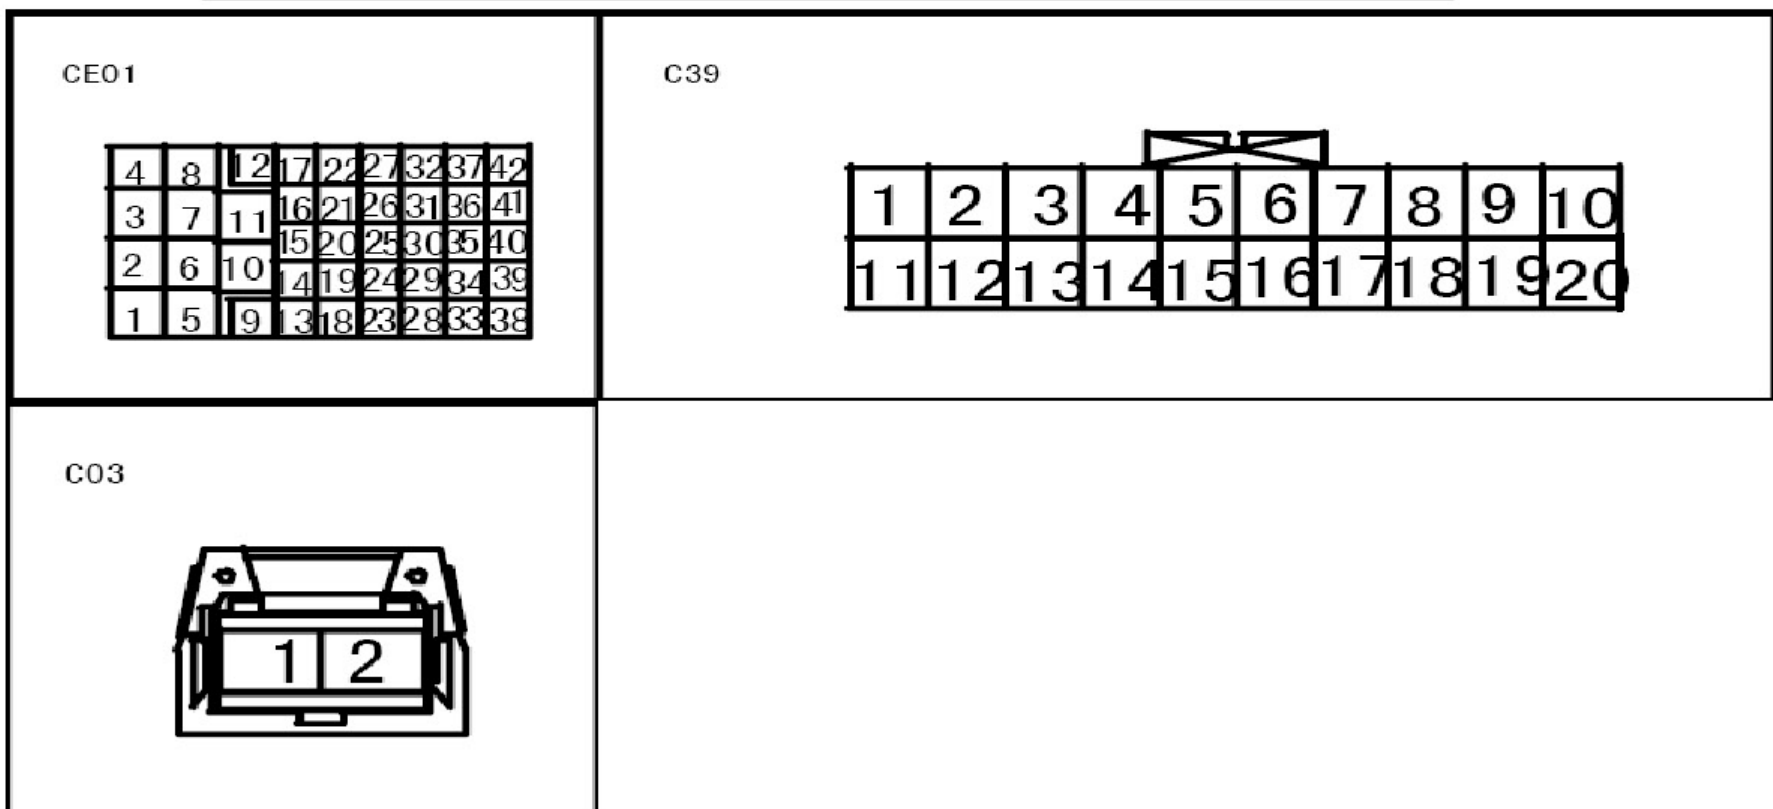 CE01
4 8 12 17 22 27 32 37 42
16 21 26 31 36 41
3 7 11
15 20 25 30 35 40
2 6 10 14 19 24 29 34 39
1 5 9 13 18 23 28 33 38
C39
1 2 3 4 5 6 7 8 9 10
11 12 13 14 15 16 17 18 19 20
C03
1 2